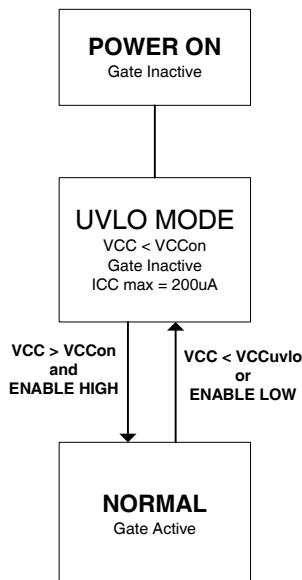 POWER ON
Gate Inactive
UVLO MODE
VCC < VCCon
Gate Inactive
ICC max = 200uA
VCC > VCCon
and
ENABLE HIGH
VCC < VCCuvlo
or
ENABLE LOW
NORMAL
Gate Active